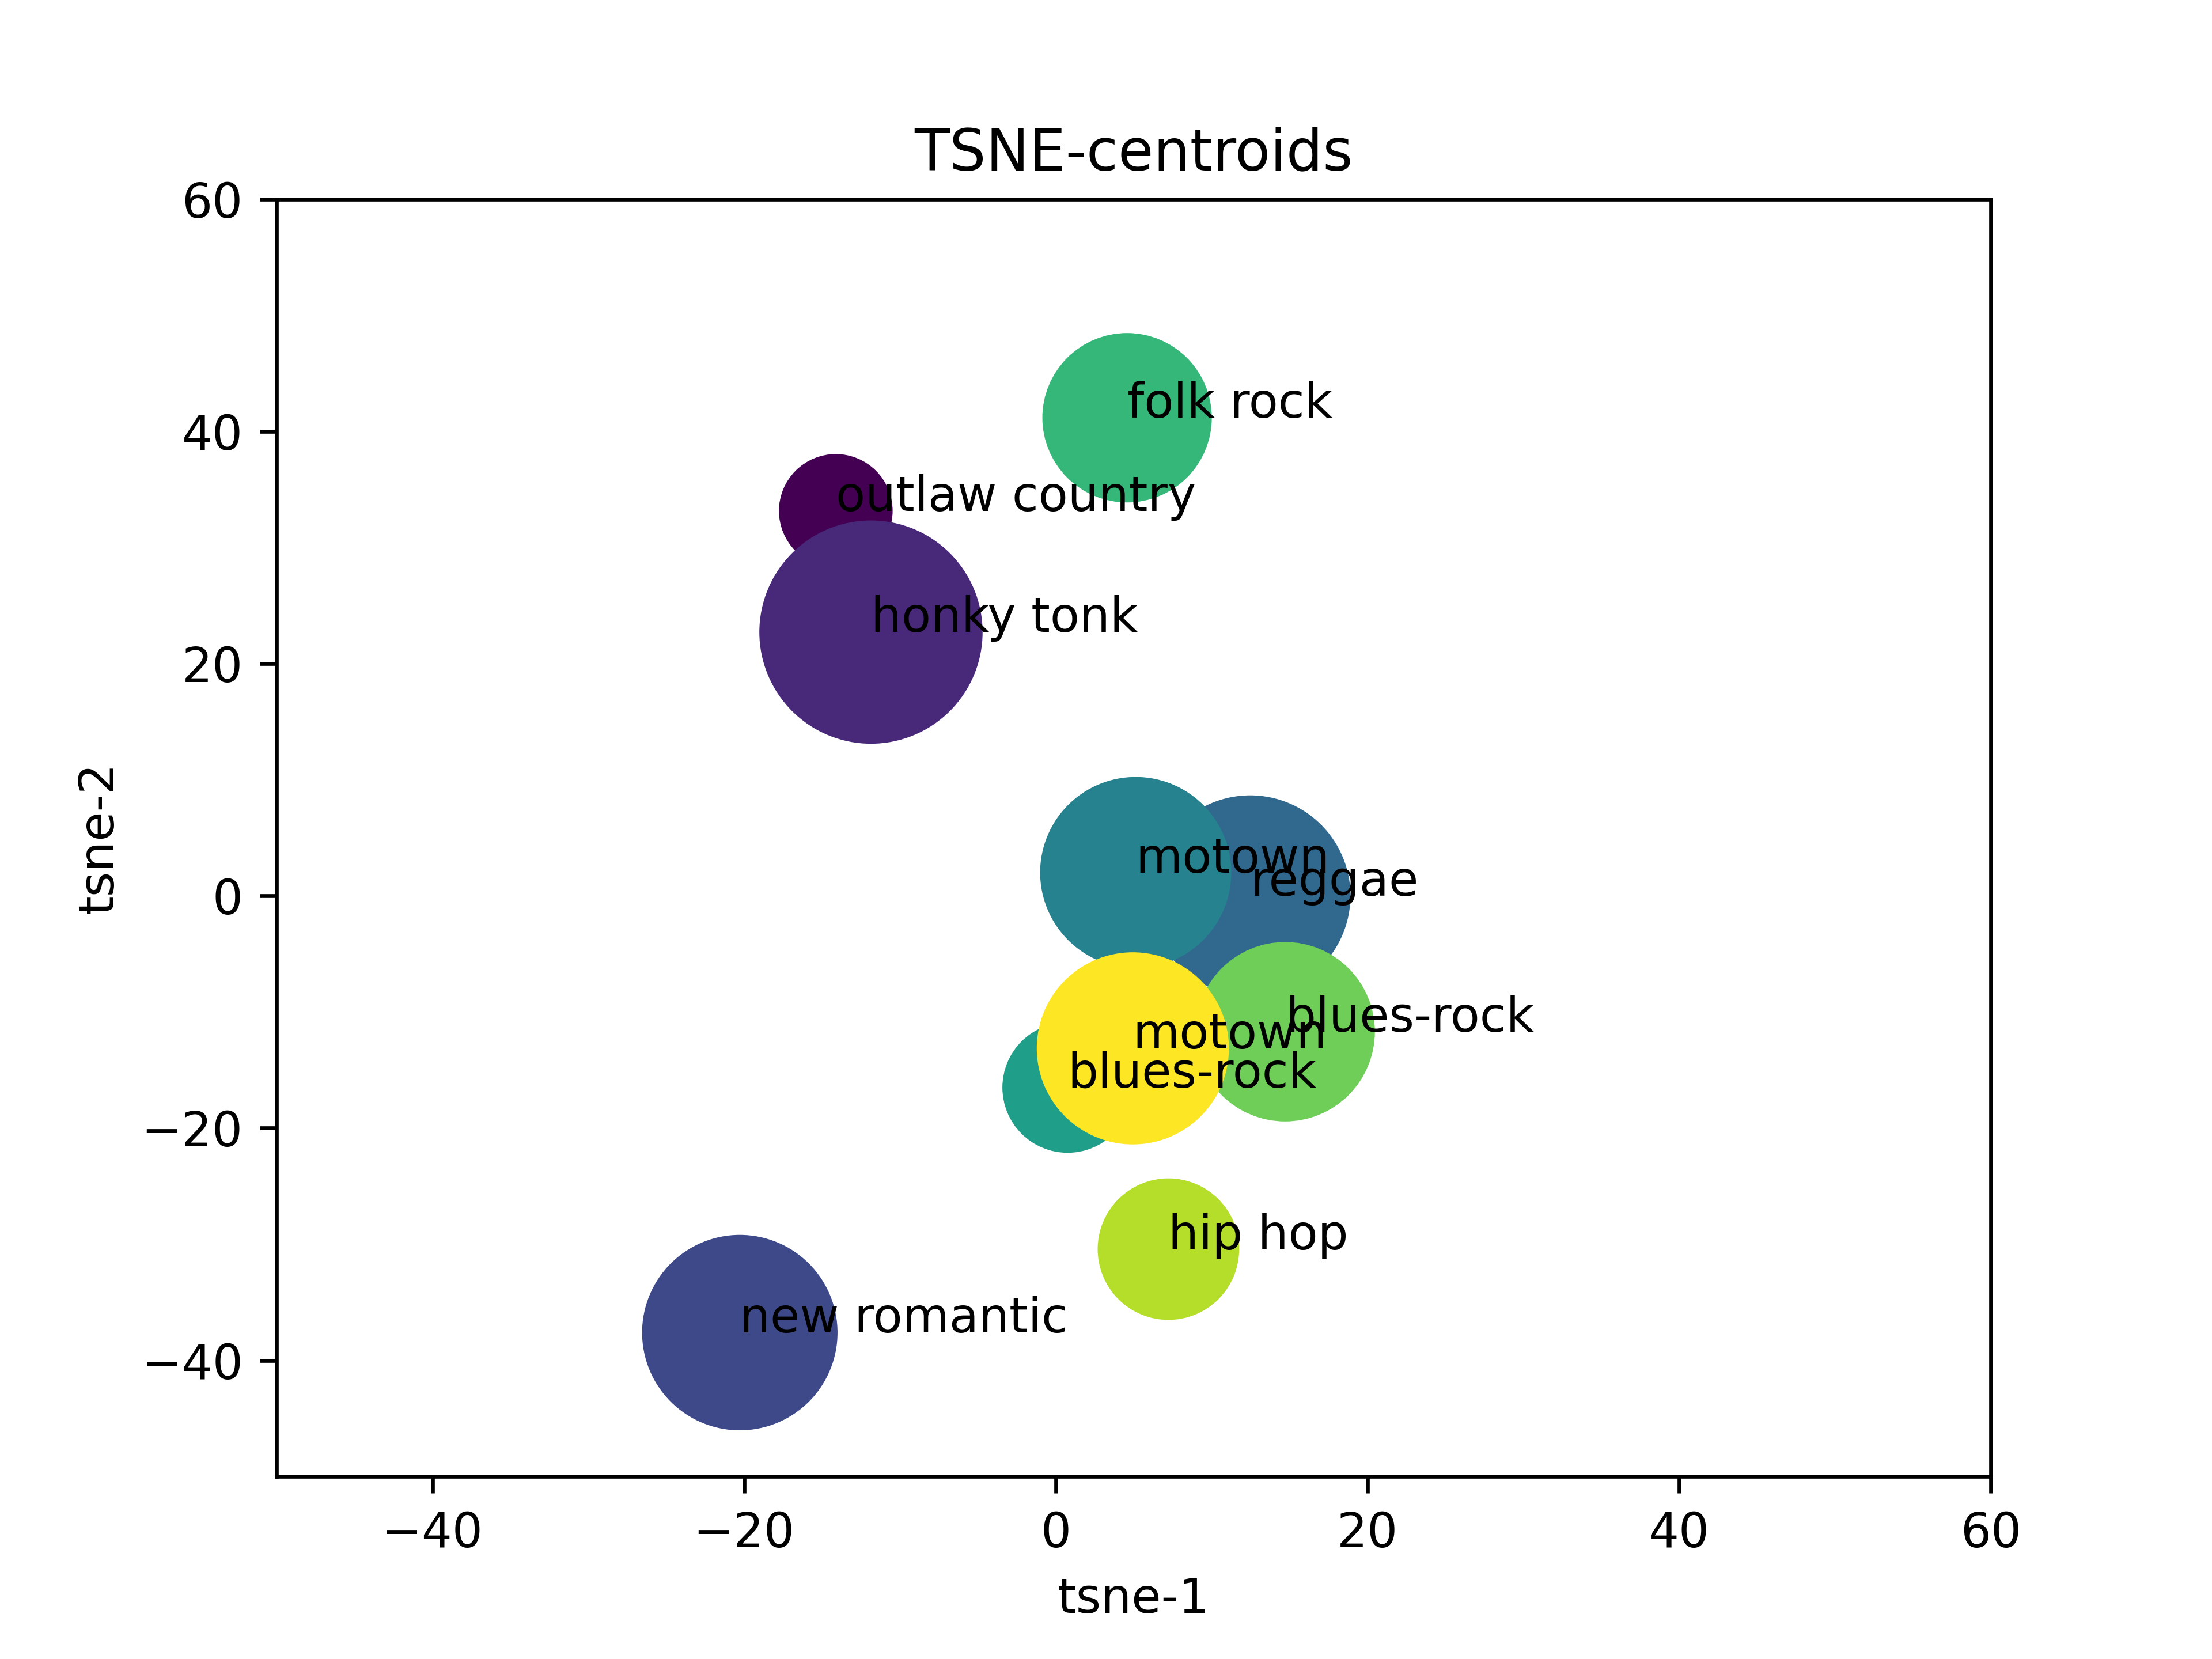 TSNE-centroids
60
40
20
0
−20
−40
tsne-2
folk rock
outlaw country
honky tonk
motown
reggae
blues-rock
motown
blues-rock
hip hop
new romantic
−40
−20
0
20
40
60
tsne-1